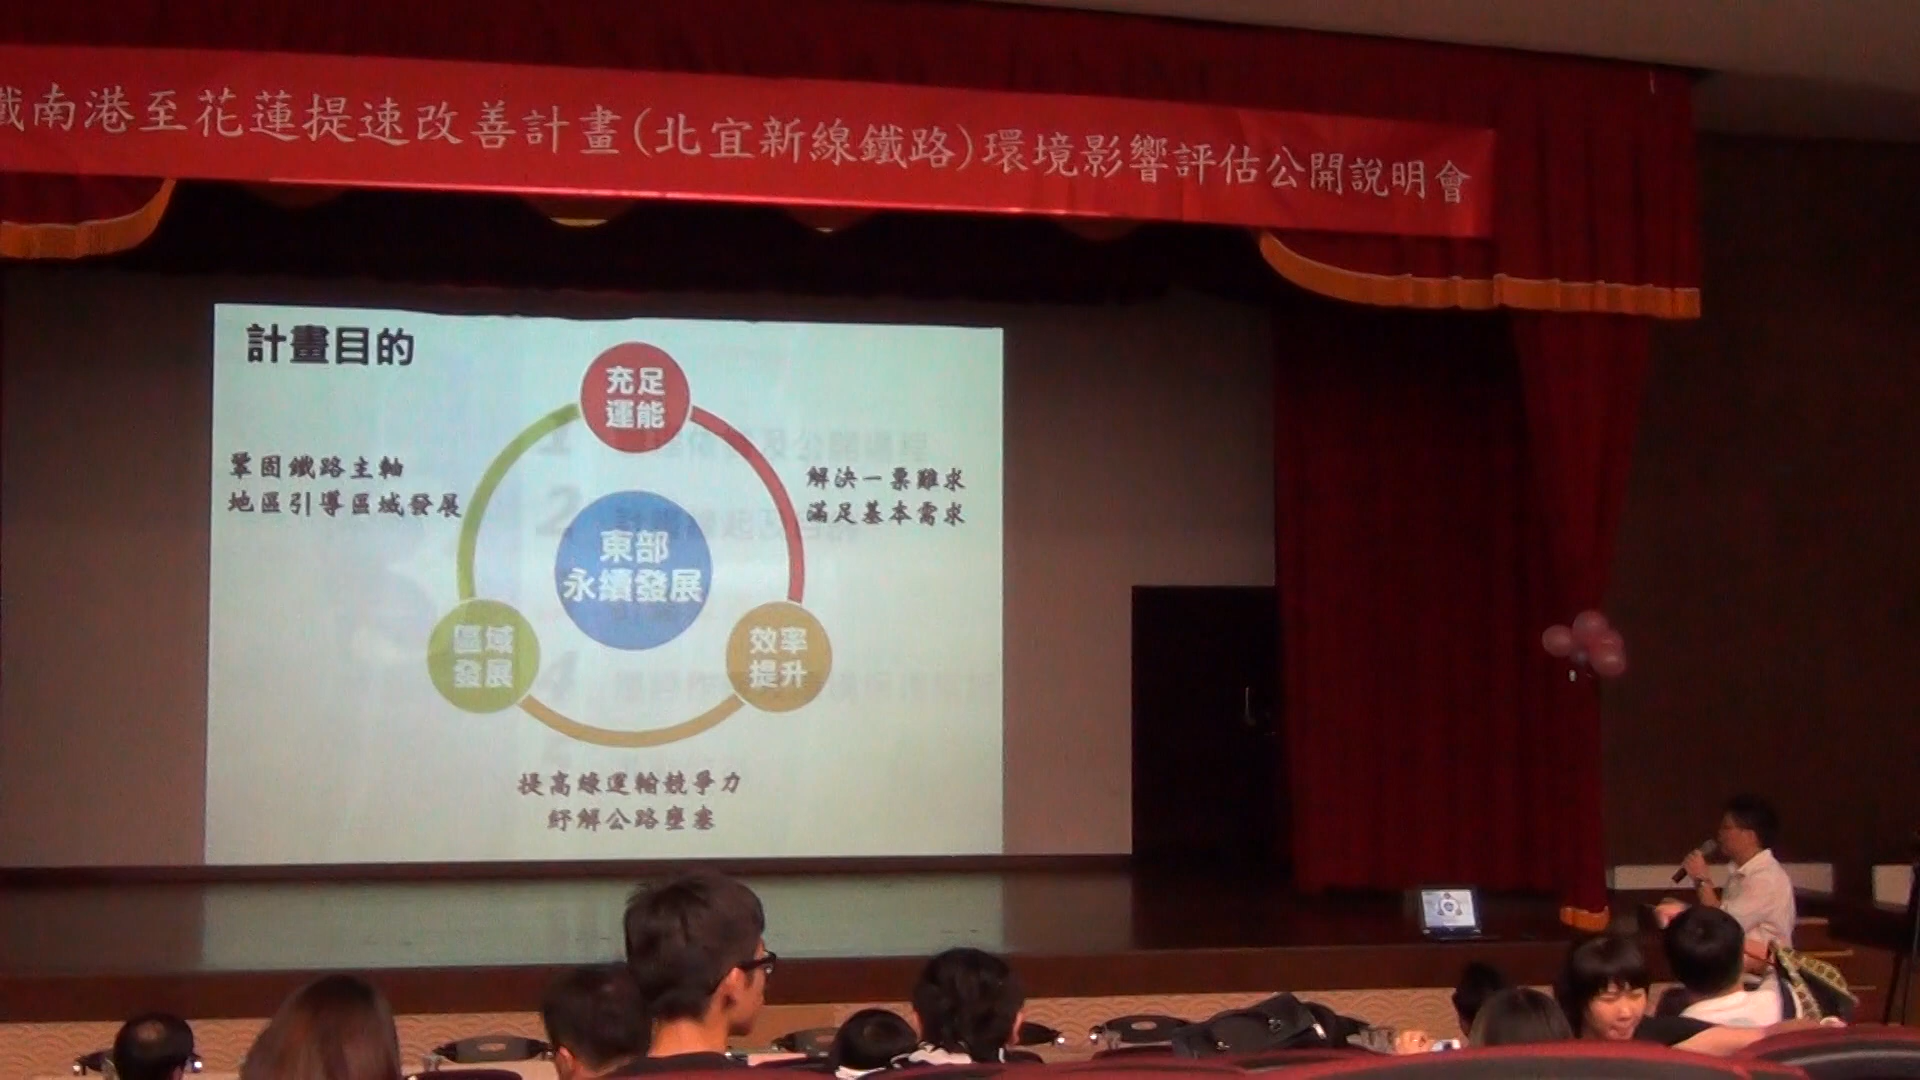 鐵南港至花蓮提速改善計畫(北宜新線鐵路)環境影響評估公開說明會
計畫目的
充足
運能
鞏固鐵路主軸
地區引導區域發展
解決一票難求
滿足基本需求
東部
永續發展
區域
發展
效率
提升
提高綠運輸競爭力
紓解公路壅塞